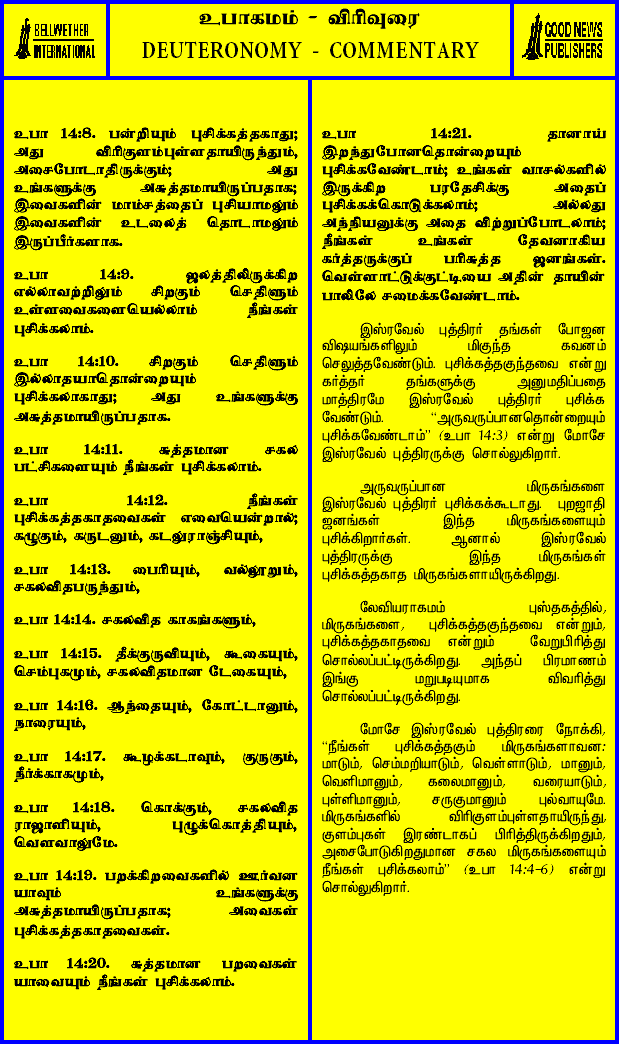 BELLWETHER
INTERNATIONAL
உபாகமம் - விரிவுரை
DEUTERONOMY - COMMENTARY
GOOD NEWS
PUBLISHERS
உபா 14:8. பன்றியும் புசிக்கத்தகாது;
அது விரிகுளம்புள்ளதாயிருந்தும்,
அசைபோடாதிருக்கும்; அது
உங்களுக்கு அசுத்தமாயிருப்பதாக;
இவைகளின் மாம்சத்தைப் புசியாமலும்
இவைகளின் உடலைத் தொடாமலும்
இருப்பீர்களாக.
உபா 14:9. ஜலத்திலிருக்கிற
எல்லாவற்றிலும் சிறகும் செதிளும்
உள்ளவைகளையெல்லாம் நீங்கள்
புசிக்கலாம்.
உபா 14:10. சிறகும் செதிளும்
இல்லாதயாதொன்றையும்
புசிக்கலாகாது; அது உங்களுக்கு
அசுத்தமாயிருப்பதாக.
உபா 14:11. சுத்தமான சகல
பட்சிகளையும் நீங்கள் புசிக்கலாம்.
உபா 14:12. நீங்கள்
புசிக்கத்தகாதவைகள் எவையென்றால்;
கழுகும், கருடனும், கடலுராஞ்சியும்,
உபா 14:13. பைரியும், வல்லூறும்,
சகலவிதபருந்தும்,
உபா 14:14. சகலவித காகங்களும்,
உபா 14:15. தீக்குருவியும், கூகையும்,
செம்புகமும், சகலவிதமான டேகையும்,
உபா 14:16. ஆந்தையும், கோட்டானும்,
நாரையும்,
உபா 14:17. கூழக்கடாவும், குருகும்,
நீர்க்காகமும்,
உபா 14:18. கொக்கும், சகலவித
ராஜாளியும், புழுக்கொத்தியும்,
வெளவாலுமே.
உபா 14:19. பறக்கிறவைகளில் ஊர்வன
யாவும் உங்களுக்கு
அசுத்தமாயிருப்பதாக; அவைகள்
புசிக்கத்தகாதவைகள்.
உபா 14:20. சுத்தமான பறவைகள்
யாவையும் நீங்கள் புசிக்கலாம்.
உபா 14:21. தானாய்
இறந்துபோனதொன்றையும்
புசிக்கவேண்டாம்; உங்கள் வாசல்களில்
இருக்கிற பரதேசிக்கு அதைப்
புசிக்கக்கொடுக்கலாம்; அல்லது
அந்நியனுக்கு அதை விற்றுப்போடலாம்;
நீங்கள் உங்கள் தேவனாகிய
கர்த்தருக்குப் பரிசுத்த ஜனங்கள்.
வெள்ளாட்டுக்குட்டியை அதின் தாயின்
பாலிலே சமைக்கவேண்டாம்.
இஸ்ரவேல் புத்திரர் தங்கள் போஜன
விஷயங்களிலும் மிகுந்த கவனம்
செலுத்தவேண்டும். புசிக்கத்தகுந்தவை என்று
கர்த்தர் தங்களுக்கு அனுமதிப்பதை
மாத்திரமே இஸ்ரவேல் புத்திரர் புசிக்க
வேண்டும். “அருவருப்பானதொன்றையும்
புசிக்கவேண்டாம்” (உபா 14:3) என்று மோசே
இஸ்ரவேல் புத்திரருக்கு சொல்லுகிறார்.
அருவருப்பான மிருகங்களை
இஸ்ரவேல் புத்திரர் புசிக்கக்கூடாது. புறஜாதி
ஜனங்கள் இந்த மிருகங்களையும்
புசிக்கிறார்கள். ஆனால் இஸ்ரவேல்
புத்திரருக்கு இந்த மிருகங்கள்
புசிக்கத்தகாத மிருகங்களாயிருக்கிறது.
லேவியராகமம் புஸ்தகத்தில்,
மிருகங்களை, புசிக்கத்தகுந்தவை என்றும்,
புசிக்கத்தகாதவை என்றும் வேறுபிரித்து
சொல்லப்பட்டிருக்கிறது. அந்தப் பிரமாணம்
இங்கு மறுபடியுமாக விவரித்து
சொல்லப்பட்டிருக்கிறது.
மோசே இஸ்ரவேல் புத்திரரை நோக்கி,
“நீங்கள் புசிக்கத்தகும் மிருகங்களாவன:
மாடும், செம்மறியாடும், வெள்ளாடும், மானும்,
வெளிமானும், கலைமானும், வரையாடும்,
புள்ளிமானும், சருகுமானும் புல்வாயுமே.
மிருகங்களில் விரிகுளம்புள்ளதாயிருந்து,
குளம்புகள் இரண்டாகப் பிரிந்திருக்கிறதும்,
அசைபோடுகிறதுமான சகல மிருகங்களையும்
நீங்கள் புசிக்கலாம்” (உபா 14:4-6) என்று
சொல்லுகிறார்.